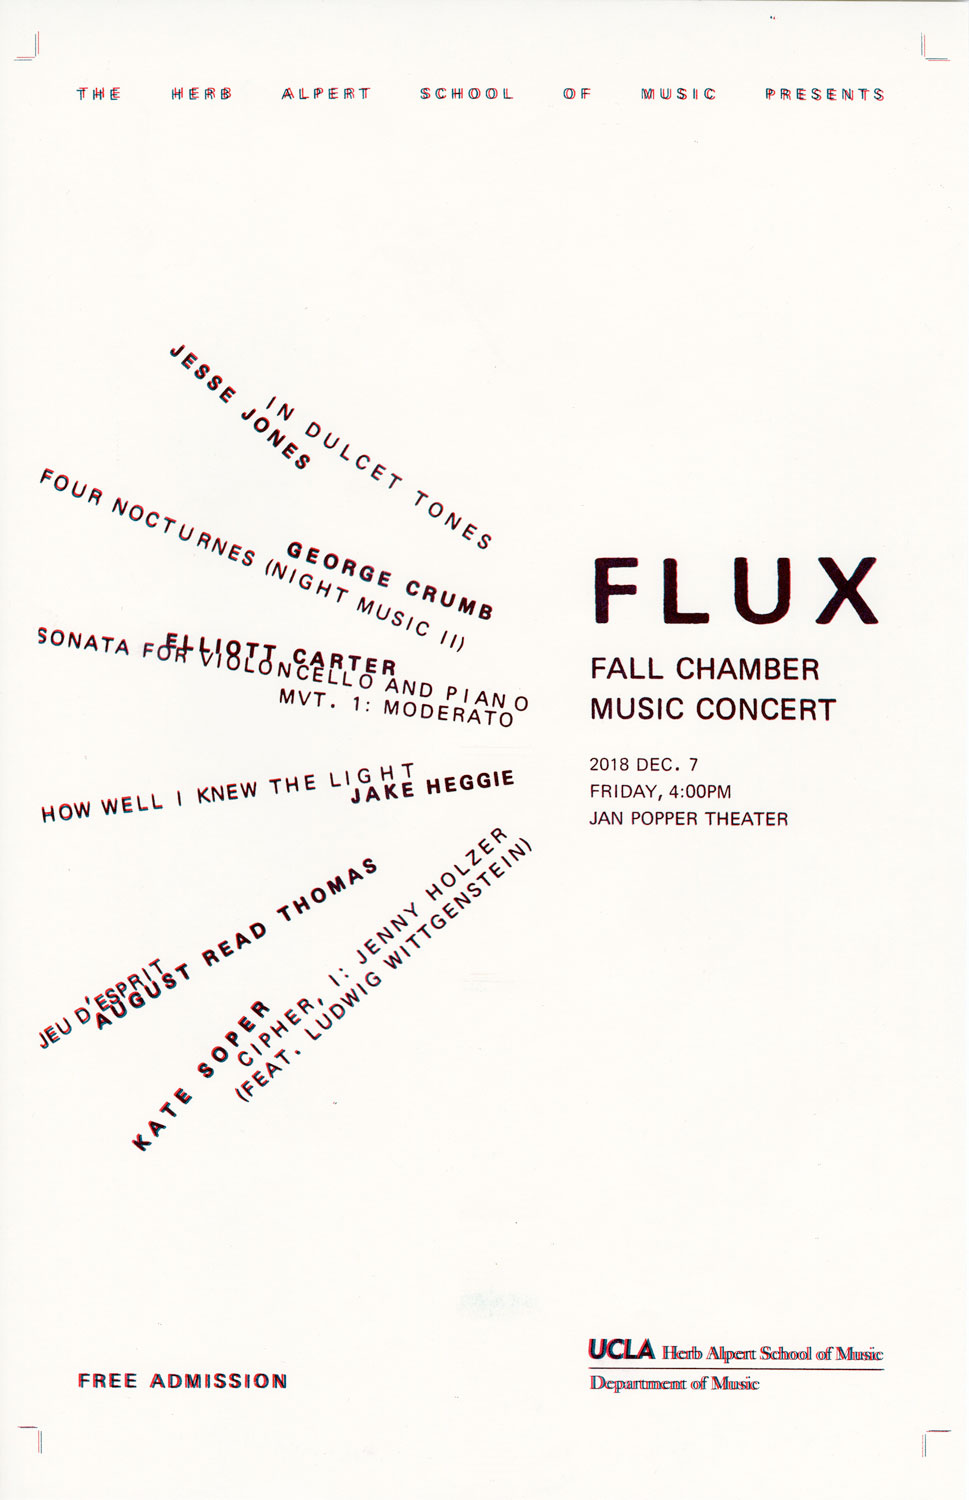 THE HERB ALPERT SCHOOL OF MUSIC PRESENTS
JESSE JONES
IN DULCET TONES
FOUR NOCTURNES (NIGHT MUSIC II)
GEORGE CRUMB
ELLIOTT CARTER
SONATA FOR VIOLONCELLO AND PIANO
MVT. 1: MODERATO
HOW WELL I KNEW THE LIGHT
JAKE HEGGIE
JEU D'ESPRIT
AUGUST READ THOMAS
KATE SOPER
CIPHER, I: JENNY HOLZER
(FEAT. LUDWIG WITTGENSTEIN)
FLUX
FALL CHAMBER
MUSIC CONCERT
2018 DEC. 7
FRIDAY, 4:00PM
JAN POPPER THEATER
FREE ADMISSION
UCLA Herb Alpert School of Music
Department of Music